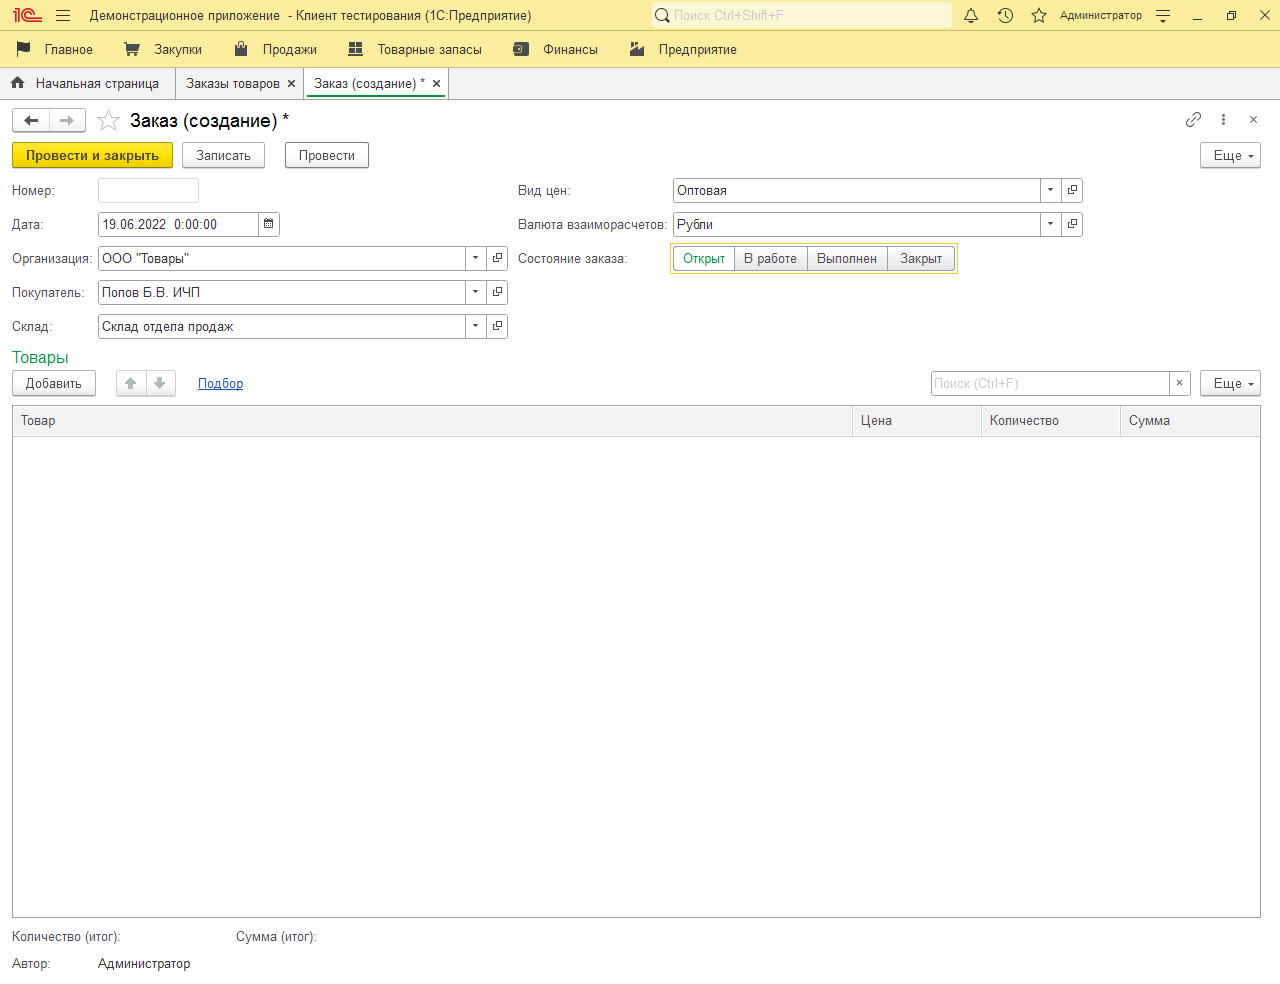 1С Демонстрационное приложение - Клиент тестирования (1С:Предприятие) Поиск Ctrl+Shift+F Администратор
Главное Закупки Продажи Товарные запасы Финансы Предприятие
Начальная страница Заказы товаров Заказ (создание) *
Заказ (создание) *
Провести и закрыть Записать Провести Еще
Номер: Вид цен: Оптовая
Дата: 19.06.2022 0:00:00 Валюта взаиморасчетов: Рубли
Организация: ООО "Товары" Состояние заказа: Открыт В работе Выполнен Закрыт
Покупатель: Попов Б.В. ИЧП
Склад: Склад отдела продаж
Товары
Добавить Подбор Поиск (Ctrl+F) Еще
Товар Цена Количество Сумма
Количество (итог): Сумма (итог):
Автор: Администратор